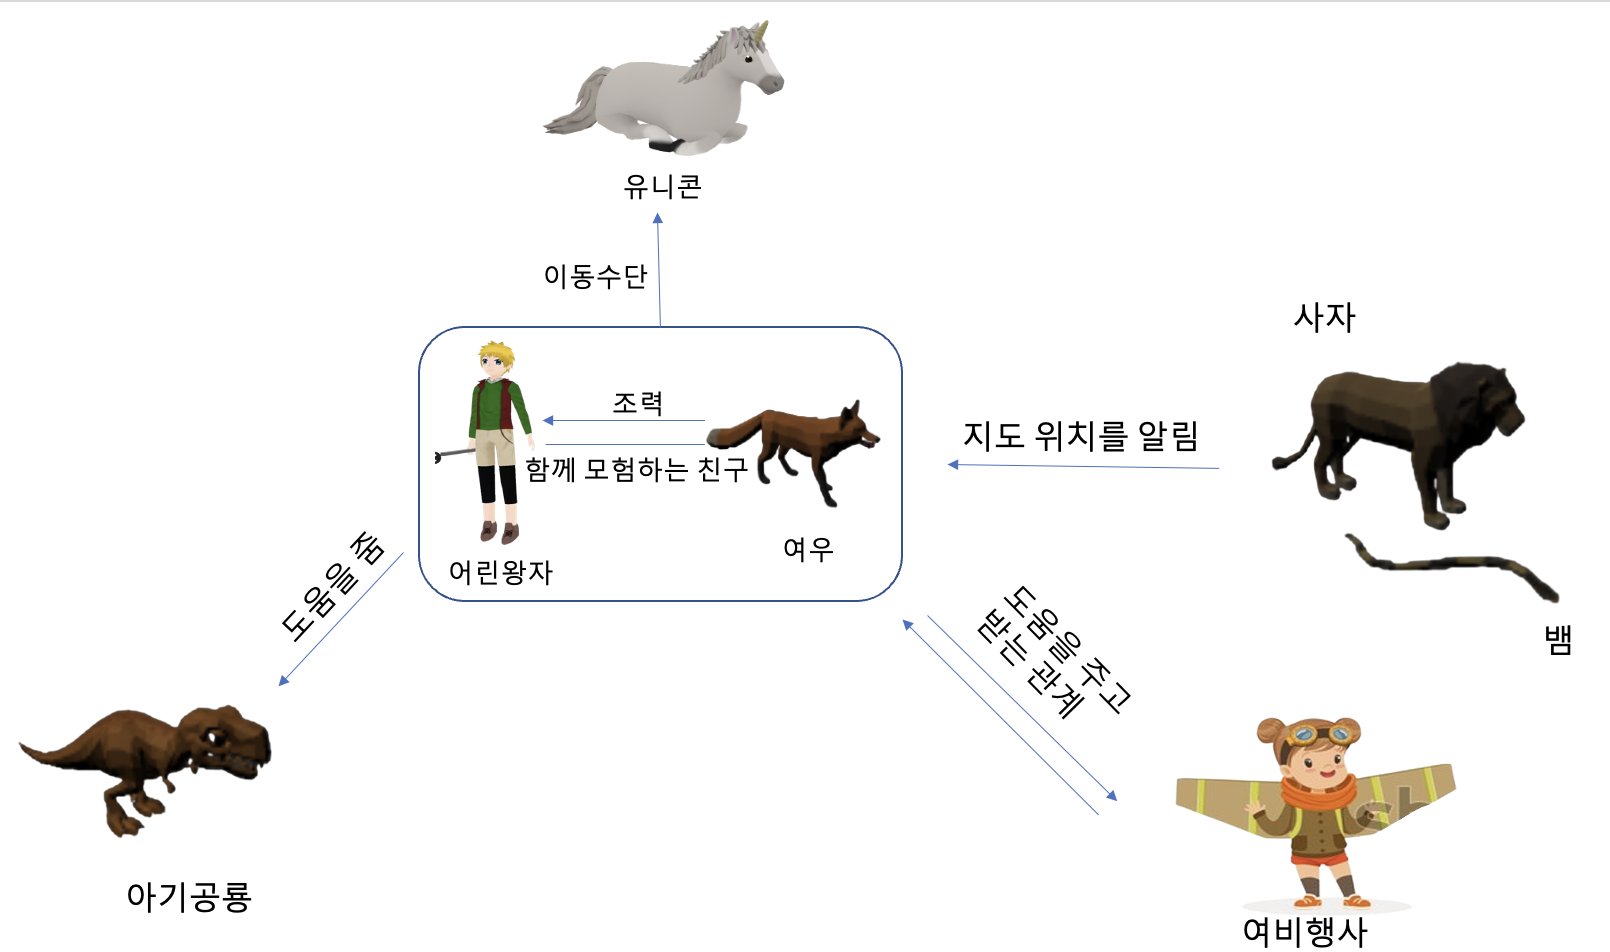 유니콘
이동수단
사자
조력
지도 위치를 알림
함께 모험하는 친구
여우
어린왕자
도움을 줌
도움을 주고
받는 관계
뱀
sh
아기공룡
여비행사